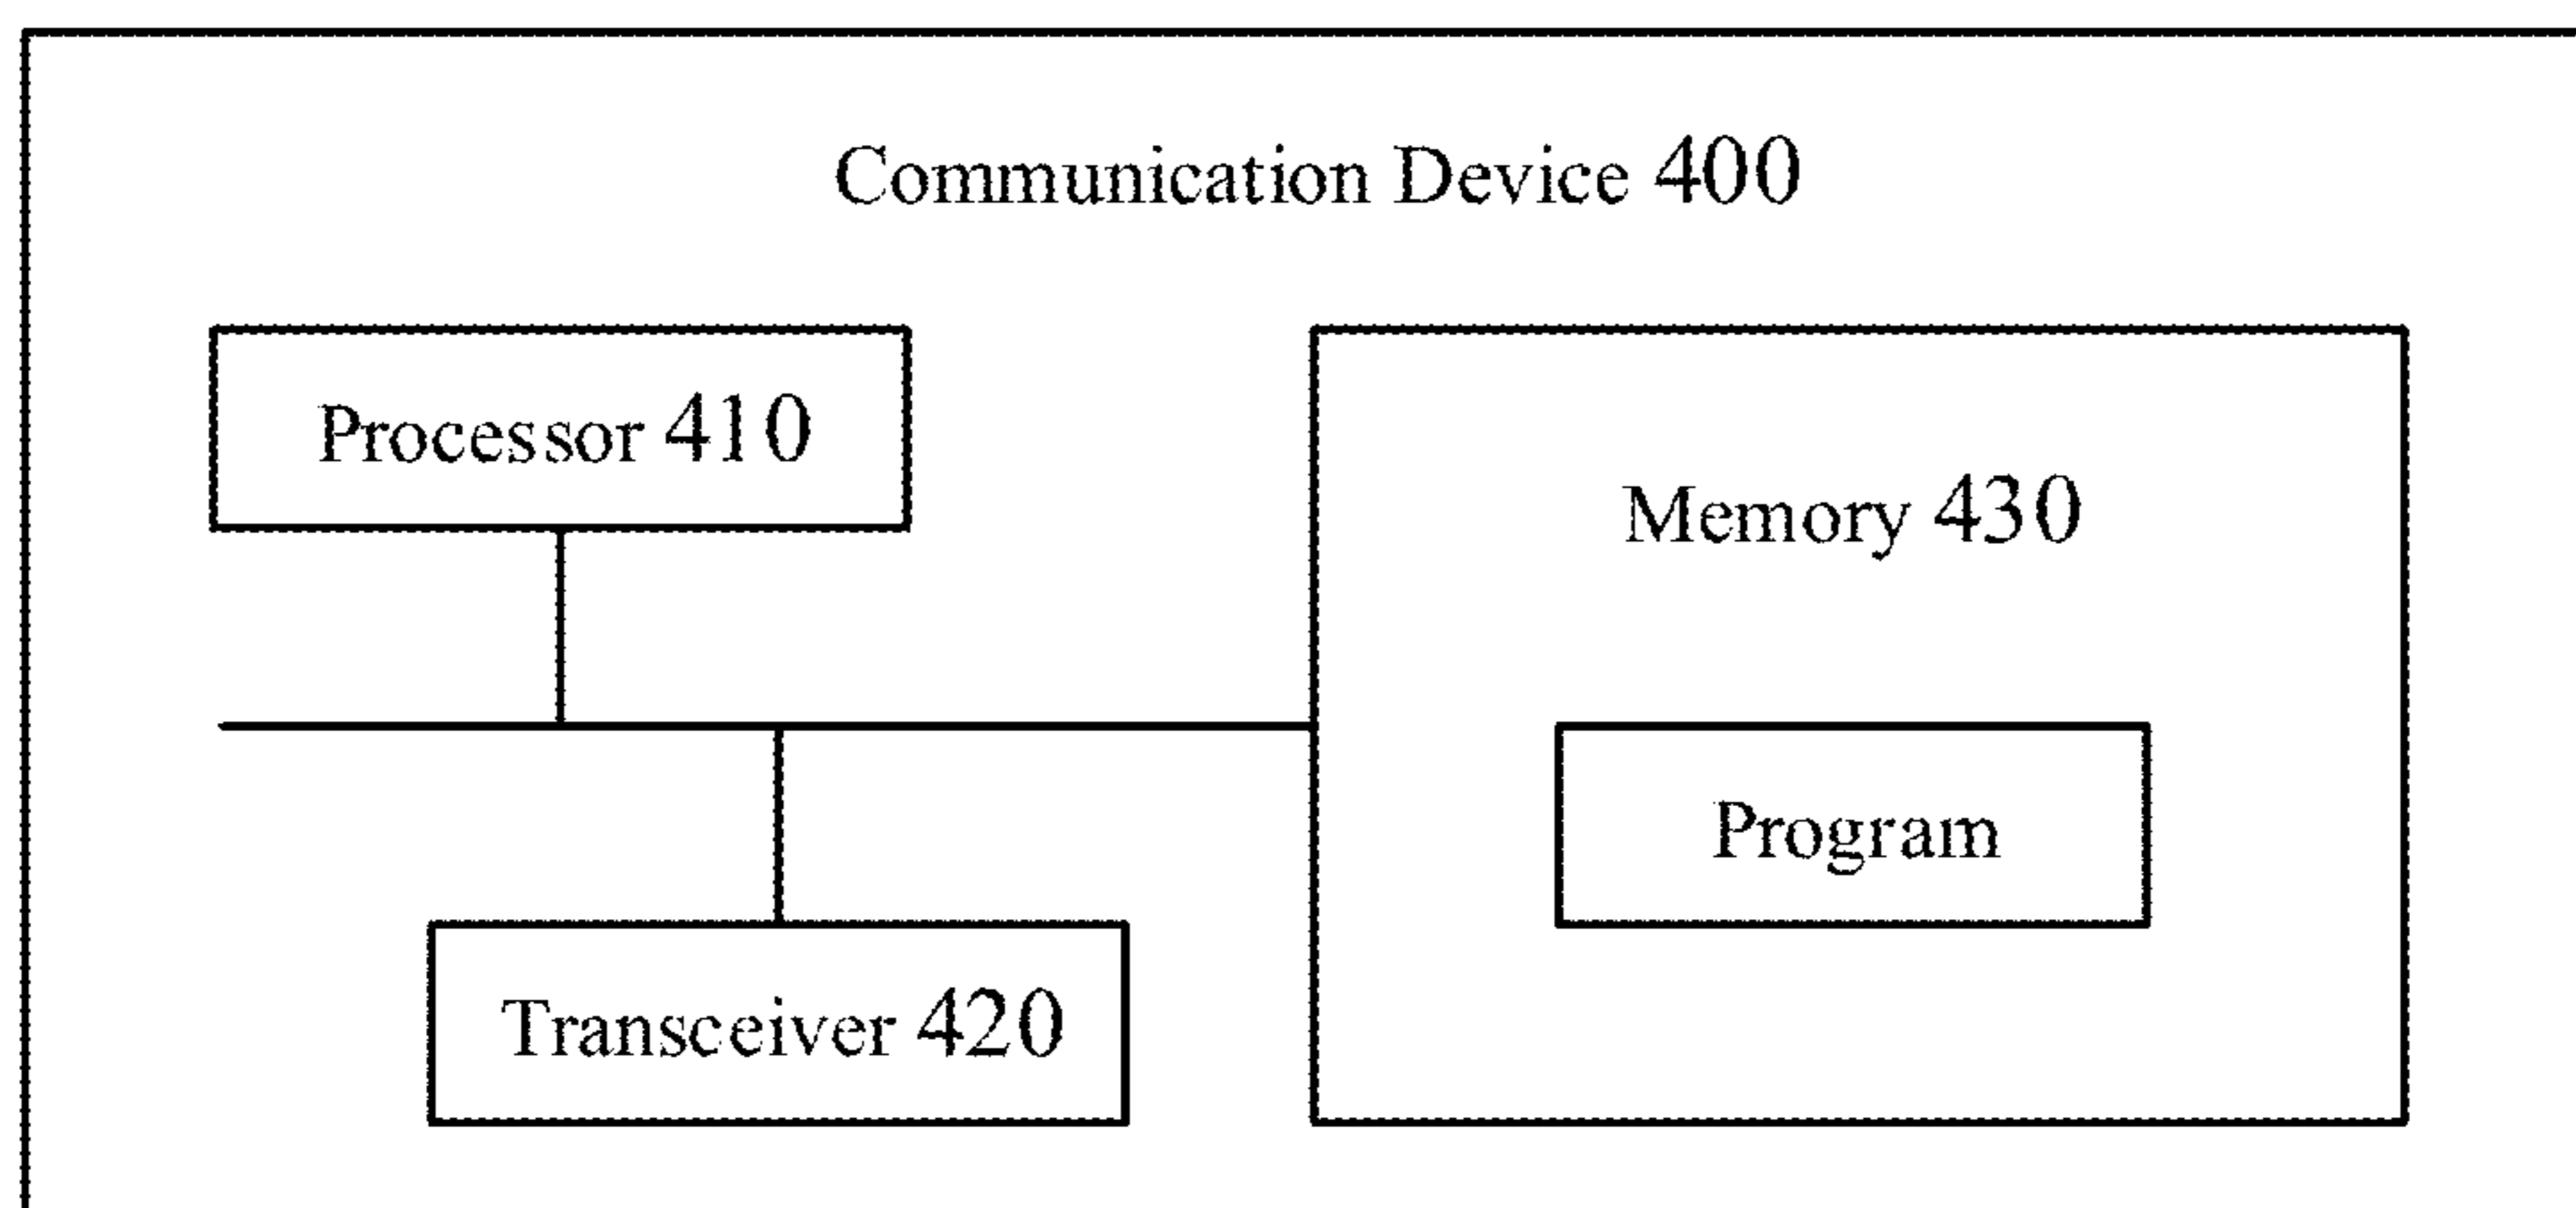 Communication Device 400
Processor 410
Memory 430
Program
Transceiver 420